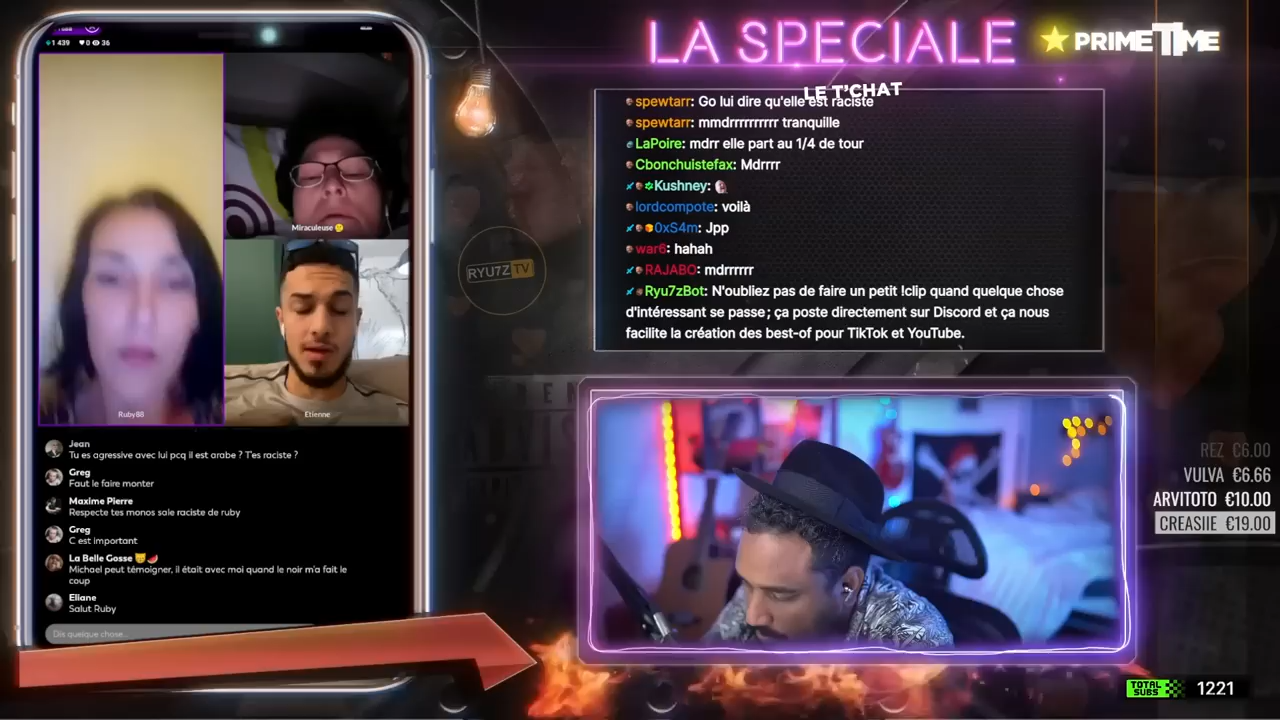 1 439 0 36
Miraculeuse
Ruby88
Etienne
Jean
Tu es agressive avec lui pcq il est arabe ? T'es raciste ?
Greg
Faut le faire monter
Maxime Pierre
Respecte tes monos sale raciste de ruby
Greg
C est important
La Belle Gosse 😺🍉
Michael peut témoigner, il était avec moi quand le noir m'a fait le
coup
Eliane
Salut Ruby
Dis quelque chose...
RYU7Z TV
LA SPECIALE
PRIMETIME
LE T'CHAT
spewtarr: Go lui dire qu'elle est raciste
spewtarr: mmdrrrrrrrrrr tranquille
LaPoire: mdrr elle part au 1/4 de tour
Cbonchuistefax: Mdrrrr
Kushney:
lordcompote: voilà
0xS4m: Jpp
war6: hahah
RAJABO: mdrrrrrr
Ryu7zBot: N'oubliez pas de faire un petit !clip quand quelque chose
d'intéressant se passe; ça poste directement sur Discord et ça nous
facilite la création des best-of pour TikTok et YouTube.
REZ €6.00
VULVA €6.66
ARVITOTO €10.00
CREASIIE €19.00
TOTAL
SUBS
1221